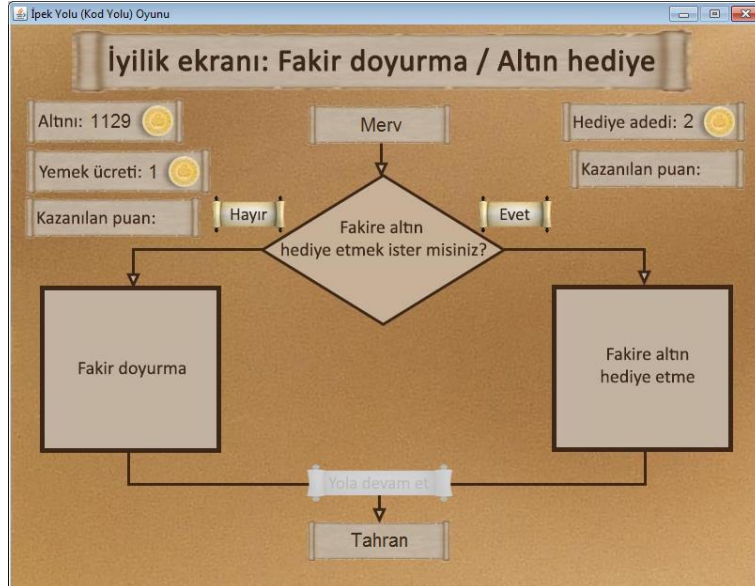 İpek Yolu (Kod Yolu) Oyunu
İyilik ekranı: Fakir doyurma / Altın hediye
Altını: 1129
Merv
Hediye adedi: 2
Yemek ücreti: 1
Kazanılan puan:
Kazanılan puan:
Hayır
Evet
Fakire altın
hediye etmek ister misiniz?
Fakir doyurma
Fakire altın
hediye etme
Yola devam et
Tahran